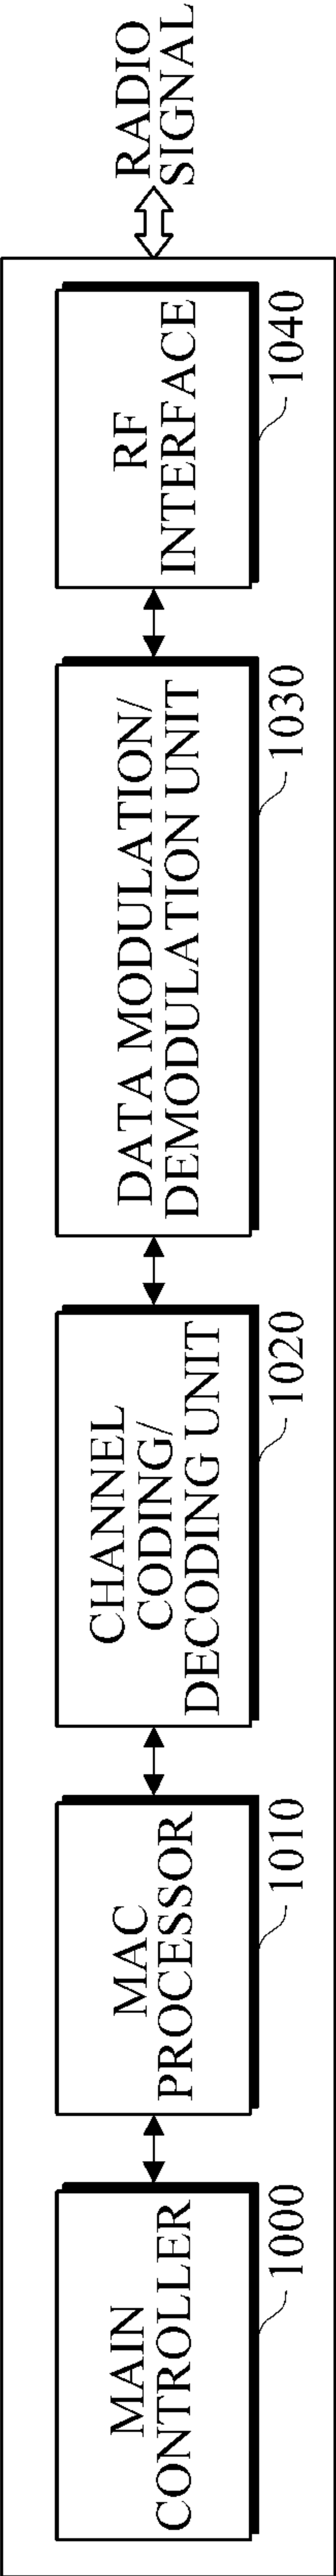 MAIN
CONTROLLER
1000
MAC
PROCESSOR
1010
CHANNEL
CODING/
DECODING UNIT
1020
DATA MODULATION/
DEMODULATION UNIT
1030
RF
INTERFACE
1040
RADIO
SIGNAL